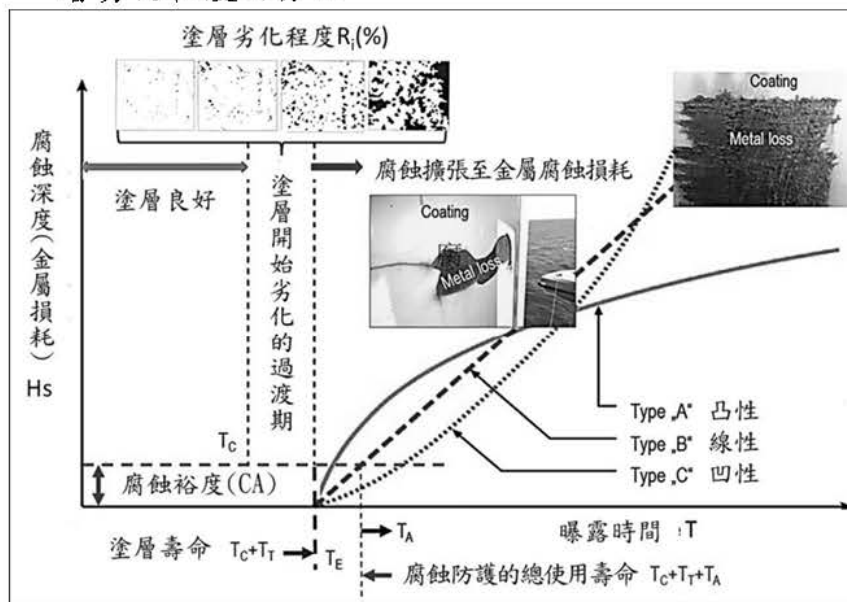 塗層劣化程度Ri(%)
腐蝕深度(金屬損耗) Hs
塗層良好
塗層開始劣化的過渡期
腐蝕擴張至金屬腐蝕損耗
Coating
Metal loss
Coating
Metal loss
Type „A“ 凸性
Type „B“ 線性
Type „C“ 凹性
TC
腐蝕裕度(CA)
塗層壽命 TC+TT
TE
TA
曝露時間 :T
腐蝕防護的總使用壽命 TC+TT+TA